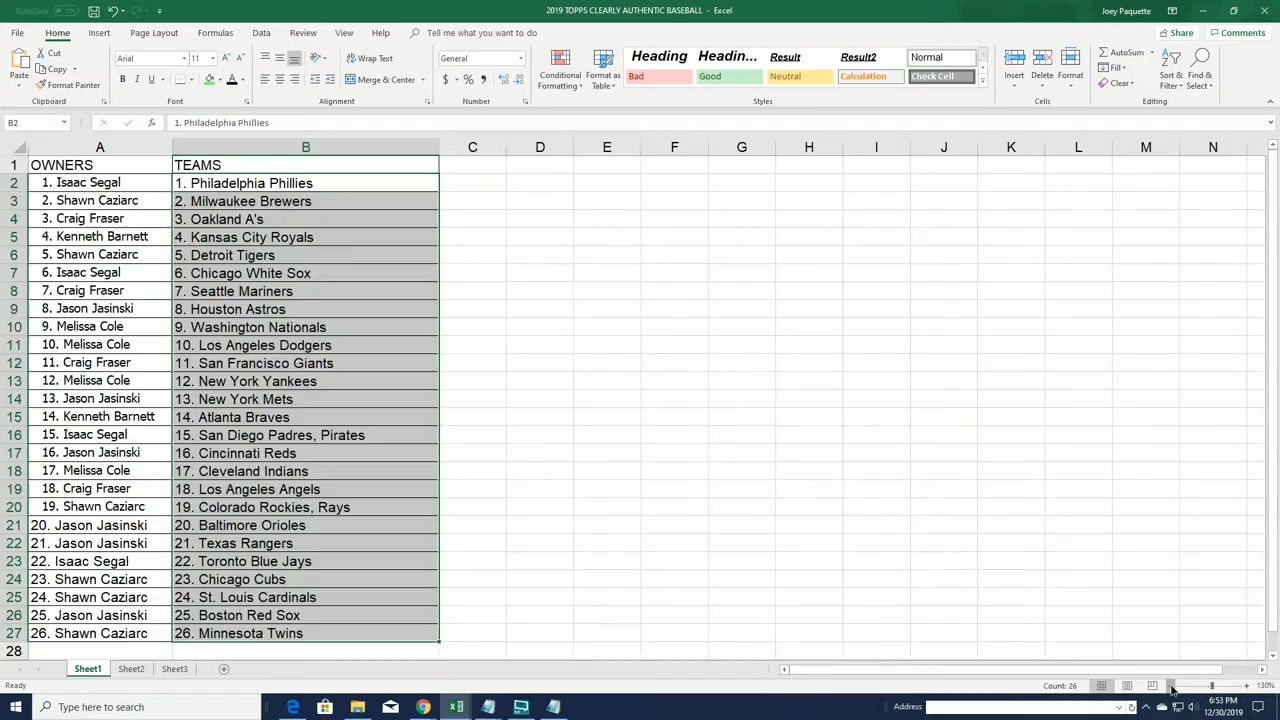 AutoSave Off
2019 TOPPS CLEARLY AUTHENTIC BASEBALL - Excel
Joey Paquette
File Home Insert Page Layout Formulas Data Review View Help Tell me what you want to do
Share Comments
Paste
Cut
Copy
Format Painter
Clipboard
Arial 11
B I U
Font
Wrap Text
Merge & Center
Alignment
General
$ %
Number
Conditional Formatting
Format as Table
Heading Headin... Result Result2 Normal
Bad Good Neutral Calculation Check Cell
Styles
Insert Delete Format
Cells
AutoSum
Fill
Clear
Sort & Filter
Find & Select
Editing
B2 fx 1. Philadelphia Phillies
A B C D E F G H I J K L M N
1 OWNERS TEAMS
2 1. Isaac Segal 1. Philadelphia Phillies
3 2. Shawn Caziarc 2. Milwaukee Brewers
4 3. Craig Fraser 3. Oakland A's
5 4. Kenneth Barnett 4. Kansas City Royals
6 5. Shawn Caziarc 5. Detroit Tigers
7 6. Isaac Segal 6. Chicago White Sox
8 7. Craig Fraser 7. Seattle Mariners
9 8. Jason Jasinski 8. Houston Astros
10 9. Melissa Cole 9. Washington Nationals
11 10. Melissa Cole 10. Los Angeles Dodgers
12 11. Craig Fraser 11. San Francisco Giants
13 12. Melissa Cole 12. New York Yankees
14 13. Jason Jasinski 13. New York Mets
15 14. Kenneth Barnett 14. Atlanta Braves
16 15. Isaac Segal 15. San Diego Padres, Pirates
17 16. Jason Jasinski 16. Cincinnati Reds
18 17. Melissa Cole 17. Cleveland Indians
19 18. Craig Fraser 18. Los Angeles Angels
20 19. Shawn Caziarc 19. Colorado Rockies, Rays
21 20. Jason Jasinski 20. Baltimore Orioles
22 21. Jason Jasinski 21. Texas Rangers
23 22. Isaac Segal 22. Toronto Blue Jays
24 23. Shawn Caziarc 23. Chicago Cubs
25 24. Shawn Caziarc 24. St. Louis Cardinals
26 25. Jason Jasinski 25. Boston Red Sox
27 26. Shawn Caziarc 26. Minnesota Twins
28
Sheet1 Sheet2 Sheet3
Ready
Count: 26
130%
Type here to search
Address
6:53 PM
12/30/2019